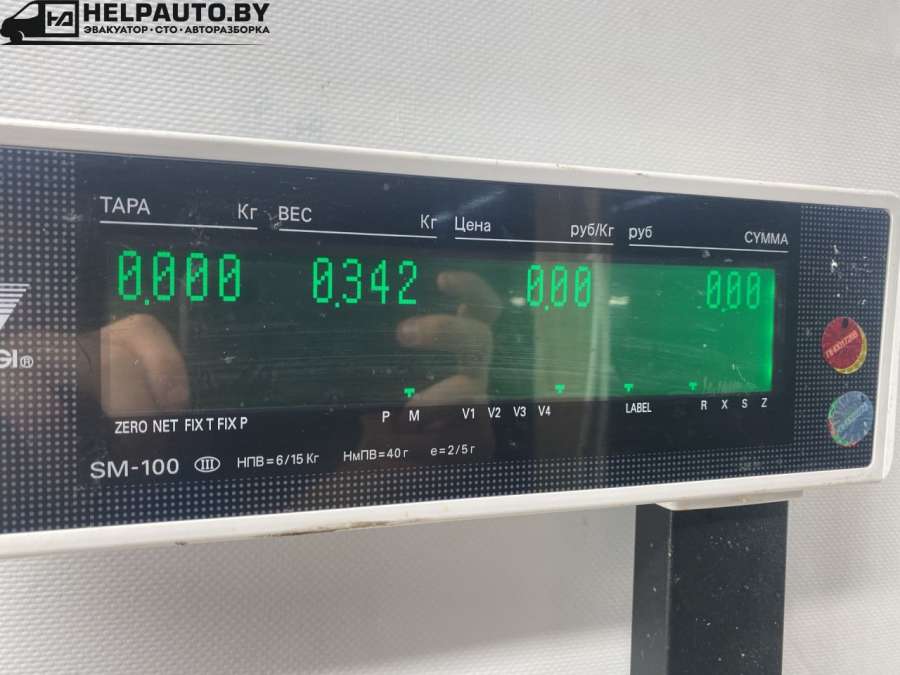 HELPAUTO.BY
ЭВАКУАТОР · СТО · АВТОРАЗБОРКА
ТАРА Кг ВЕС Кг Цена руб/Кг руб СУММА
0.000 0.342 0.00 0.00
GI®
P M V1 V2 V3 V4 LABEL R X S Z
ZERO NET FIX T FIX P
SM-100 III НПВ=6/15 Кг НмПВ=40 г e=2/5 г